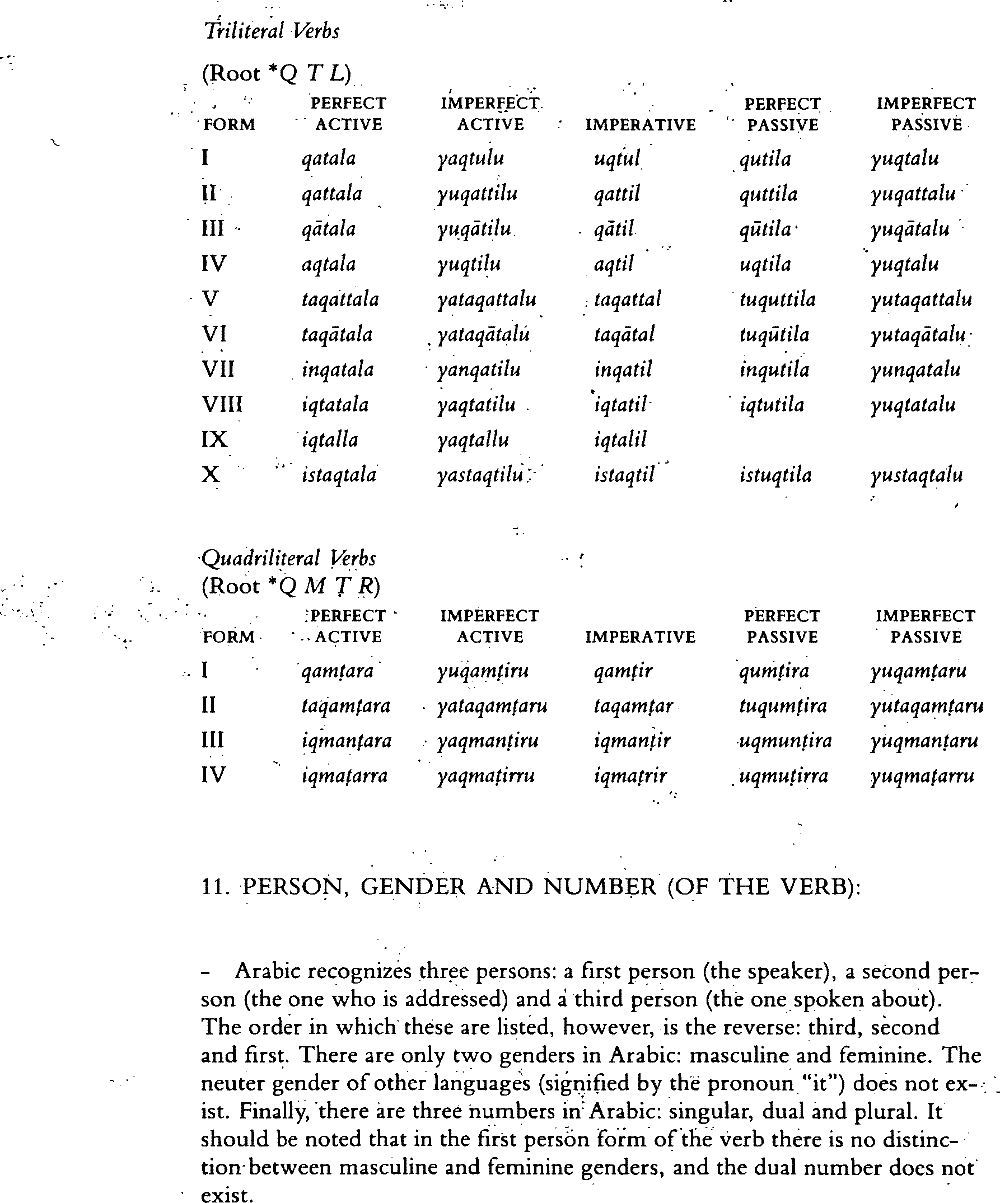 Triliteral Verbs
(Root *Q T L)
PERFECT IMPERFECT PERFECT IMPERFECT
FORM ACTIVE ACTIVE IMPERATIVE PASSIVE PASSIVE
I qatala yaqtulu uqtul qutila yuqtalu
II qattala yuqattilu qattil quttila yuqattalu
III qātala yuqātilu qātil qūtila yuqātalu
IV aqtala yuqtilu aqtil uqtila yuqtalu
V taqattala yataqattalu taqattal tuquttila yutaqattalu
VI taqātala yataqātalu taqātal tuqūtila yutaqātalu
VII inqatala yanqatilu inqatil inqutila yunqatalu
VIII iqtatala yaqtatilu iqtatil iqtutila yuqtatalu
IX iqtalla yaqtallu iqtalil
X istaqtala yastaqtilu istaqtil istuqtila yustaqtalu
Quadriliteral Verbs
(Root *Q M Ṭ R)
PERFECT IMPERFECT PERFECT IMPERFECT
FORM ACTIVE ACTIVE IMPERATIVE PASSIVE PASSIVE
I qamṭara yuqamṭiru qamṭir qumṭira yuqamṭaru
II taqamṭara yataqamṭaru taqamṭar tuqumṭira yutaqamṭaru
III iqmanṭara yaqmanṭiru iqmanṭir uqmunṭira yuqmanṭaru
IV iqmaṭarra yaqmaṭirru iqmaṭrir uqmuṭirra yuqmaṭarru
11. PERSON, GENDER AND NUMBER (OF THE VERB):
– Arabic recognizes three persons: a first person (the speaker), a second per-
son (the one who is addressed) and a third person (the one spoken about).
The order in which these are listed, however, is the reverse: third, second
and first. There are only two genders in Arabic: masculine and feminine. The
neuter gender of other languages (signified by the pronoun “it”) does not ex-
ist. Finally, there are three numbers in Arabic: singular, dual and plural. It
should be noted that in the first person form of the verb there is no distinc-
tion between masculine and feminine genders, and the dual number does not
exist.